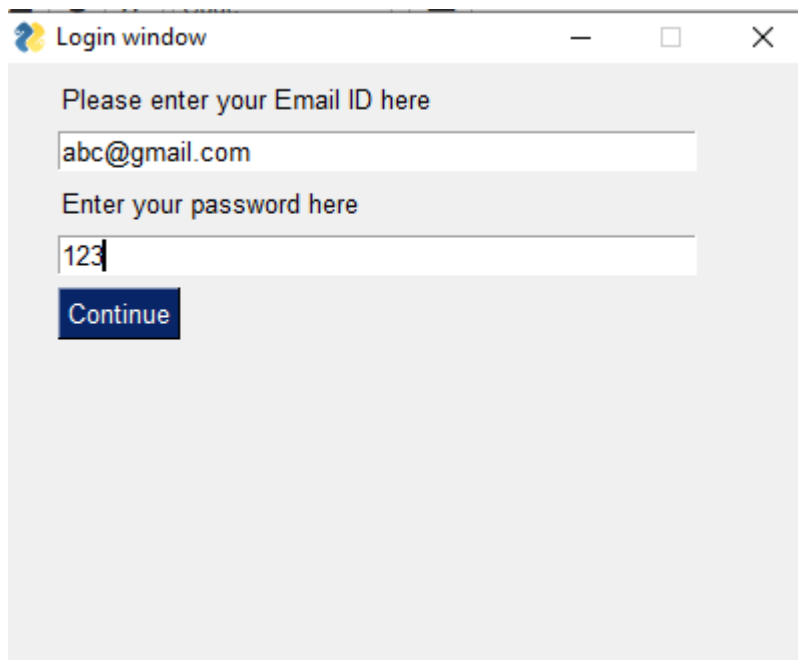 Login window
Please enter your Email ID here
abc@gmail.com
Enter your password here
123
Continue